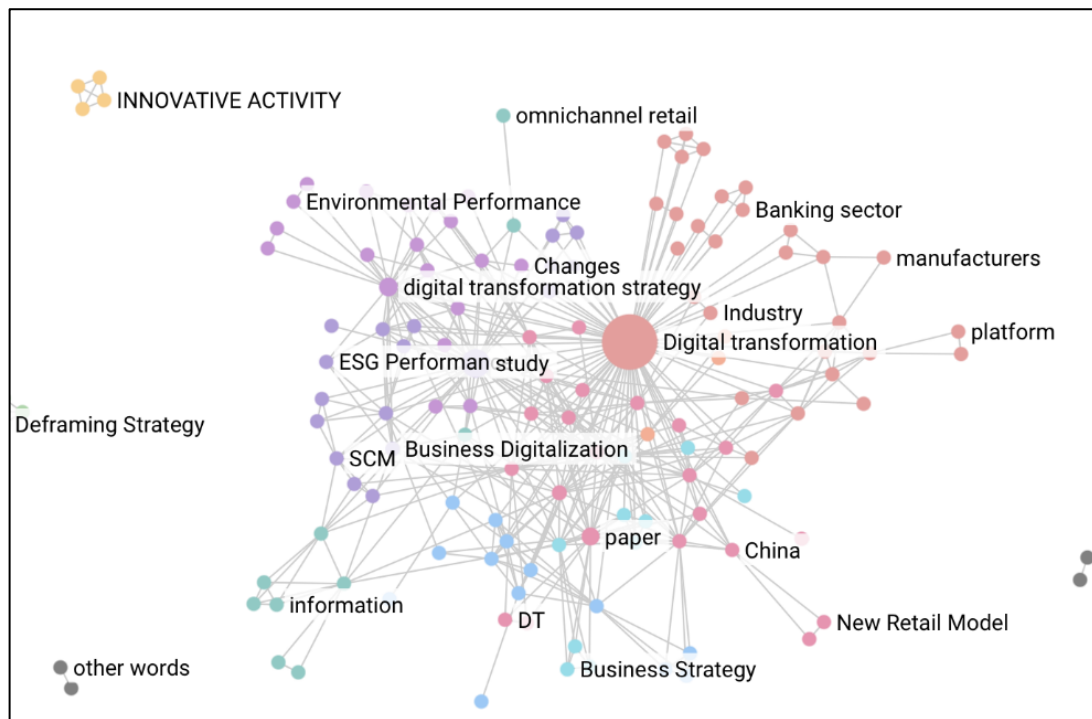 INNOVATIVE ACTIVITY
omnichannel retail
Environmental Performance
Banking sector
Changes
manufacturers
digital transformation strategy
Industry
platform
Digital transformation
ESG Performan
study
Deframing Strategy
Business Digitalization
SCM
paper
China
information
DT
New Retail Model
Business Strategy
other words